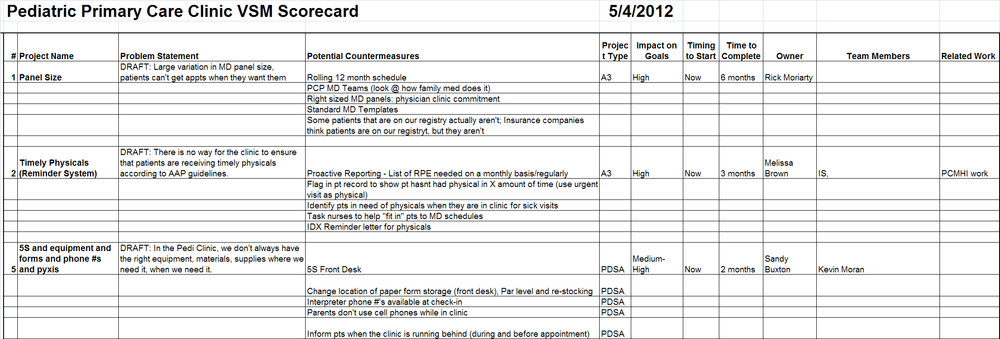 Pediatric Primary Care Clinic VSM Scorecard 5/4/2012
# Project Name Problem Statement Potential Countermeasures Projec t Type Impact on Goals Timing to Start Time to Complete Owner Team Members Related Work
1 Panel Size DRAFT: Large variation in MD panel size, patients can't get appts when they want them Rolling 12 month schedule A3 High Now 6 months Rick Moriarty
PCP MD Teams (look @ how family med does it)
Right sized MD panels: physician clinic commitment
Standard MD Templates
Some patients that are on our registry actually aren't; Insurance companies
think patients are on our registryt, but they aren't
2 Timely Physicals (Reminder System) DRAFT: There is no way for the clinic to ensure that patients are receiving timely physicals according to AAP guidelines. Proactive Reporting - List of RPE needed on a monthly basis/regularly A3 High Now 3 months Melissa Brown IS, PCMHI work
Flag in pt record to show pt hasnt had physical in X amount of time (use urgent
visit as physical)
Identify pts in need of physicals when they are in clinic for sick visits
Task nurses to help "fit in" pts to MD schedules
IDX Reminder letter for physicals
5 5S and equipment and forms and phone #s and pyxis DRAFT: In the Pedi Clinic, we don't always have the right equipment, materials, supplies where we need it, when we need it. 5S Front Desk PDSA Medium-High Now 2 months Sandy Buxton Kevin Moran
Change location of paper form storage (front desk), Par level and re-stocking PDSA
Interpreter phone #'s available at check-in PDSA
Parents don't use cell phones while in clinic PDSA
Inform pts when the clinic is running behind (during and before appointment) PDSA